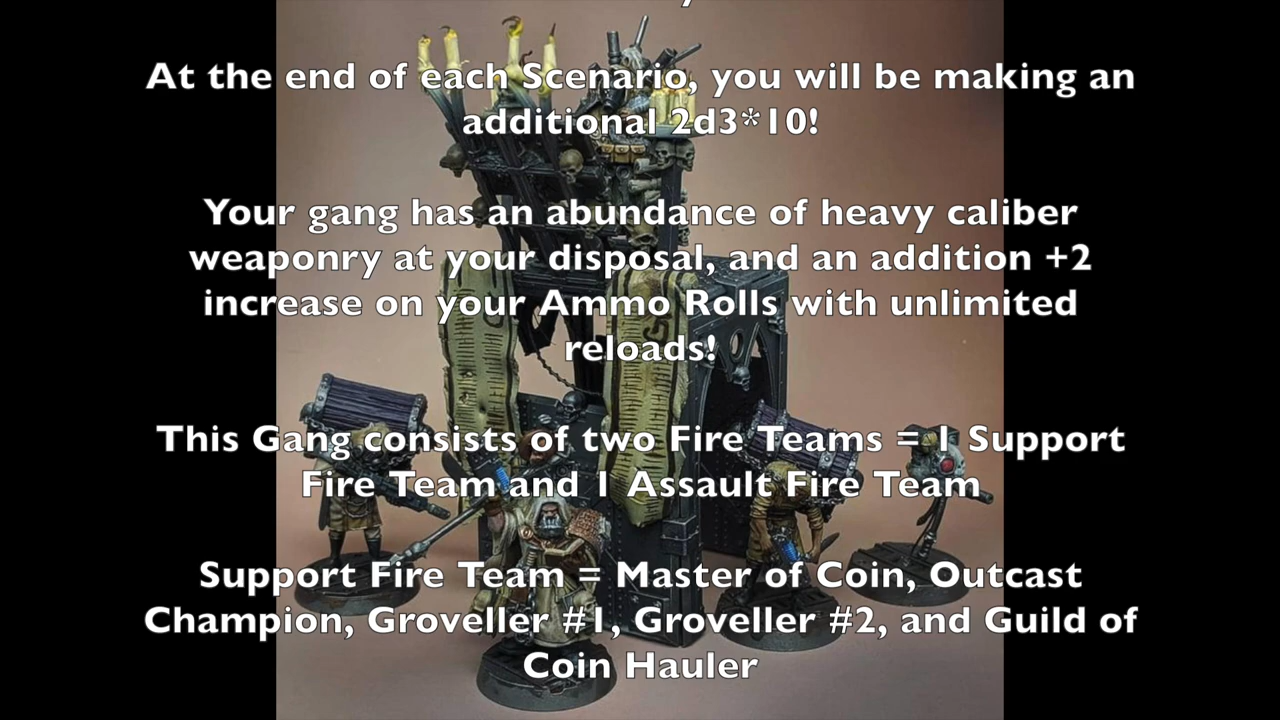 At the end of each Scenario, you will be making an
additional 2d3*10!
Your gang has an abundance of heavy caliber
weaponry at your disposal, and an addition +2
increase on your Ammo Rolls with unlimited
reloads!
This Gang consists of two Fire Teams = 1 Support
Fire Team and 1 Assault Fire Team
Support Fire Team = Master of Coin, Outcast
Champion, Groveller #1, Groveller #2, and Guild of
Coin Hauler